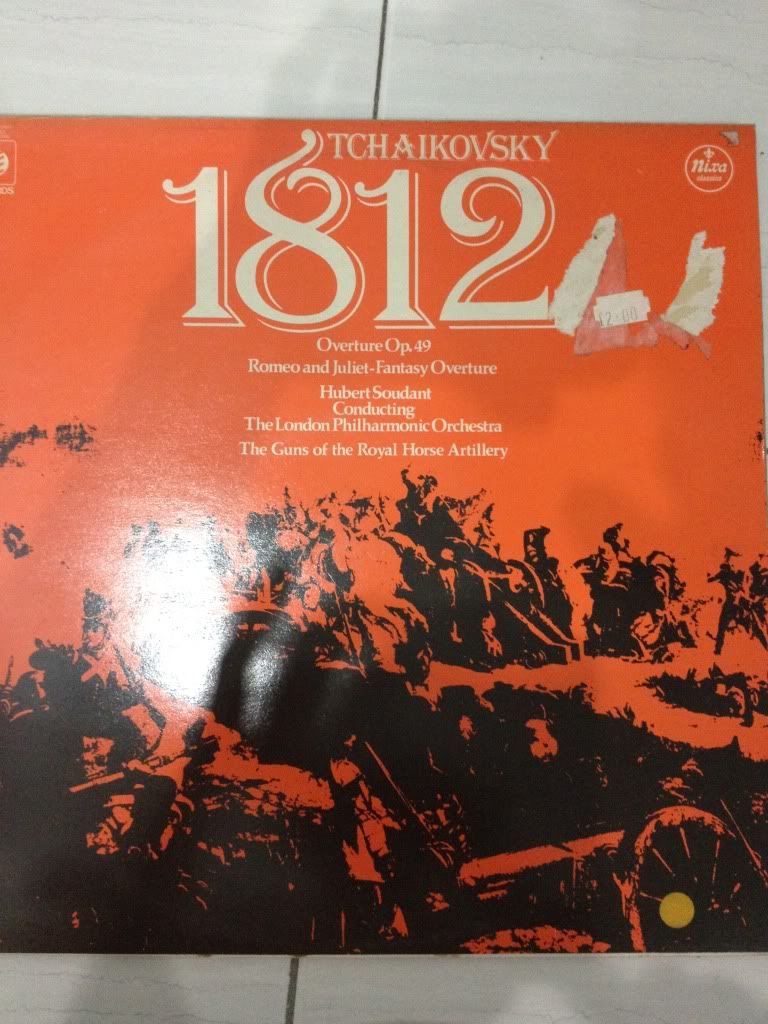 TCHAIKOVSKY
1812
nixa
classics
RDS
12.00
Overture Op. 49
Romeo and Juliet-Fantasy Overture
Hubert Soudant
Conducting
The London Philharmonic Orchestra
The Guns of the Royal Horse Artillery